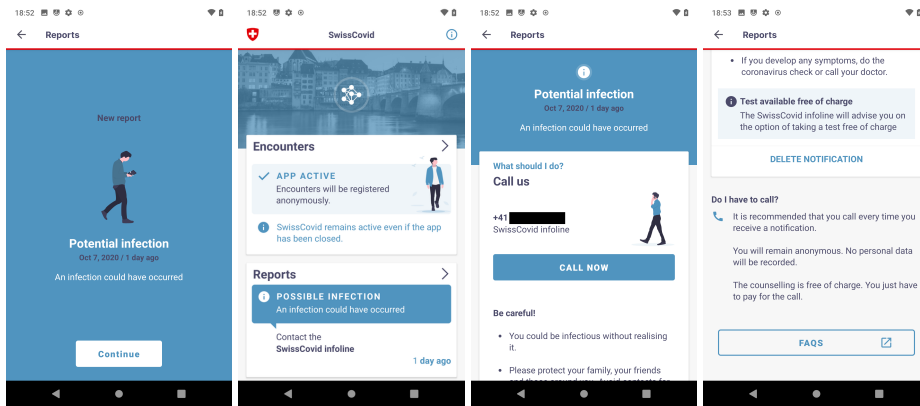 18:52
Reports
New report
Potential infection
Oct 7, 2020 / 1 day ago
An infection could have occurred
Continue
18:52
SwissCovid
Encounters
APP ACTIVE
Encounters will be registered
anonymously.
SwissCovid remains active even if the app
has been closed.
Reports
POSSIBLE INFECTION
An infection could have occurred
Contact the
SwissCovid infoline
1 day ago
18:52
Reports
Potential infection
Oct 7, 2020 / 1 day ago
An infection could have occurred
What should I do?
Call us
+41
SwissCovid infoline
CALL NOW
Be careful!
• You could be infectious without realising
it.
• Please protect your family, your friends
18:53
Reports
• If you develop any symptoms, do the
coronavirus check or call your doctor.
Test available free of charge
The SwissCovid infoline will advise you on
the option of taking a test free of charge
DELETE NOTIFICATION
Do I have to call?
It is recommended that you call every time you
receive a notification.
You will remain anonymous. No personal data
will be recorded.
The counselling is free of charge. You just have
to pay for the call.
FAQS